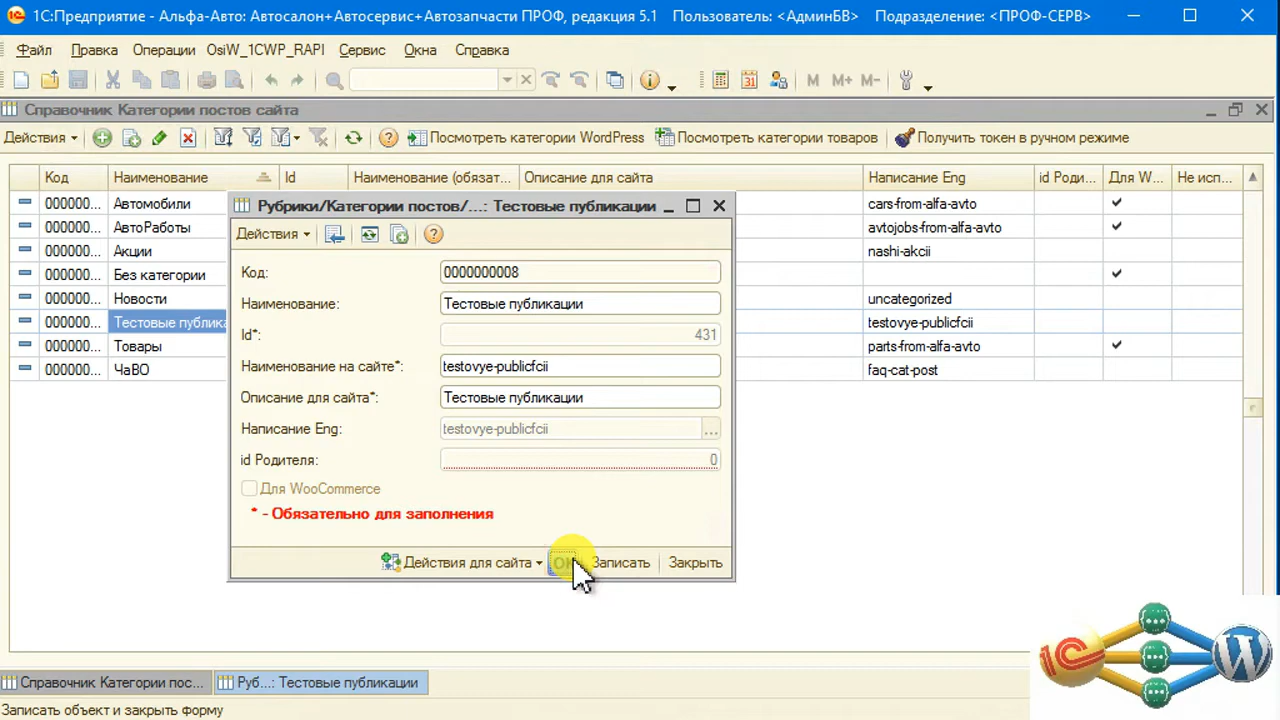 1С:Предприятие - Альфа-Авто: Автосалон+Автосервис+Автозапчасти ПРОФ, редакция 5.1 Пользователь: <АдминБВ> Подразделение: <ПРОФ-СЕРВ>
Файл Правка Операции OsiW_1CWP_RAPI Сервис Окна Справка
M M+ M-
Справочник Категории постов сайта
Действия Посмотреть категории WordPress Посмотреть категории товаров Получить токен в ручном режиме
Код Наименование Id Наименование (обязат... Описание для сайта Написание Eng id Роди... Для W... Не исп...
000000... Автомобили cars-from-alfa-avto
000000... АвтоРаботы avtojobs-from-alfa-avto
000000... Акции nashi-akcii
000000... Без категории
000000... Новости uncategorized
000000... Тестовые публика testovye-publicfcii
000000... Товары parts-from-alfa-avto
000000... ЧаВО faq-cat-post
Рубрики/Категории постов/...: Тестовые публикации
Действия
Код: 0000000008
Наименование: Тестовые публикации
Id*: 431
Наименование на сайте*: testovye-publicfcii
Описание для сайта*: Тестовые публикации
Написание Eng: testovye-publicfcii ...
id Родителя: 0
Для WooCommerce
* - Обязательно для заполнения
Действия для сайта OK Записать Закрыть
Справочник Категории пос... Руб...: Тестовые публикации
Записать объект и закрыть форму